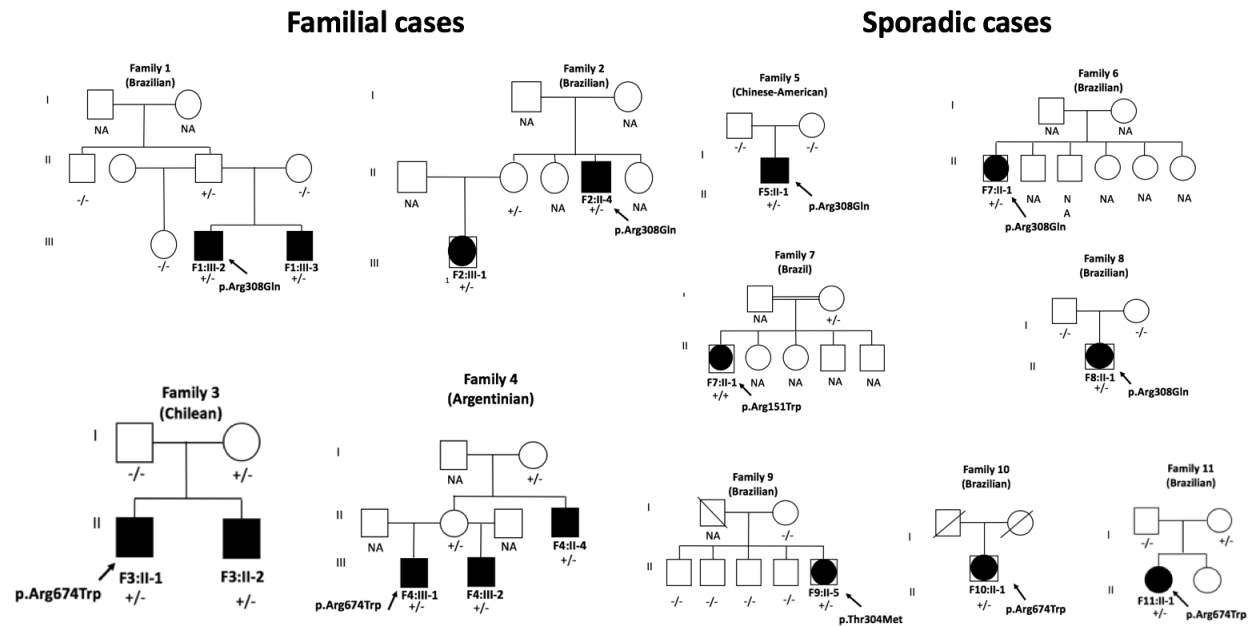 Familial cases
Sporadic cases
Family 1
(Brazilian)
I
NA
NA
II
-/-
+/-
-/-
III
-/-
F1:III-2
+/-
p.Arg308Gln
F1:III-3
+/-
Family 2
(Brazilian)
I
NA
NA
II
NA
+/-
NA
F2:II-4
+/-
NA
p.Arg308Gln
III
1
F2:III-1
+/-
Family 3
(Chilean)
I
-/-
+/-
II
F3:II-1
+/-
p.Arg674Trp
F3:II-2
+/-
Family 4
(Argentinian)
I
NA
+/-
II
NA
+/-
NA
F4:II-4
+/-
III
F4:III-1
+/-
p.Arg674Trp
F4:III-2
+/-
Family 5
(Chinese-American)
-/-
-/-
I
II
F5:II-1
+/-
p.Arg308Gln
Family 6
(Brazilian)
I
NA
NA
II
F7:II-1
+/-
p.Arg308Gln
NA
N
A
NA
NA
NA
Family 7
(Brazil)
I
NA
+/-
II
F7:II-1
+/+
p.Arg151Trp
NA
NA
NA
NA
Family 8
(Brazilian)
I
-/-
-/-
II
F8:II-1
+/-
p.Arg308Gln
Family 9
(Brazilian)
I
NA
-/-
II
-/-
-/-
-/-
-/-
F9:II-5
+/-
p.Thr304Met
Family 10
(Brazilian)
I
II
F10:II-1
+/-
p.Arg674Trp
Family 11
(Brazilian)
I
-/-
+/-
II
F11:II-1
+/-
p.Arg674Trp